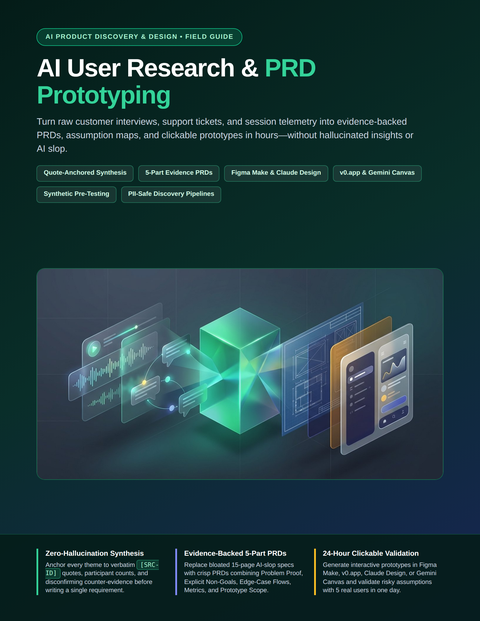 AI PRODUCT DISCOVERY & DESIGN • FIELD GUIDE
AI User Research & PRD
Prototyping
Turn raw customer interviews, support tickets, and session telemetry into evidence-backed
PRDs, assumption maps, and clickable prototypes in hours—without hallucinated insights or
AI slop.
Quote-Anchored Synthesis
5-Part Evidence PRDs
Figma Make & Claude Design
v0.app & Gemini Canvas
Synthetic Pre-Testing
PII-Safe Discovery Pipelines
Zero-Hallucination Synthesis
Anchor every theme to verbatim [SRC-
ID] quotes, participant counts, and
disconfirming counter-evidence before
writing a single requirement.
Evidence-Backed 5-Part PRDs
Replace bloated 15-page AI-slop specs
with crisp PRDs combining Problem Proof,
Explicit Non-Goals, Edge-Case Flows,
Metrics, and Prototype Scope.
24-Hour Clickable Validation
Generate interactive prototypes in Figma
Make, v0.app, Claude Design, or Gemini
Canvas and validate risky assumptions
with 5 real users in one day.